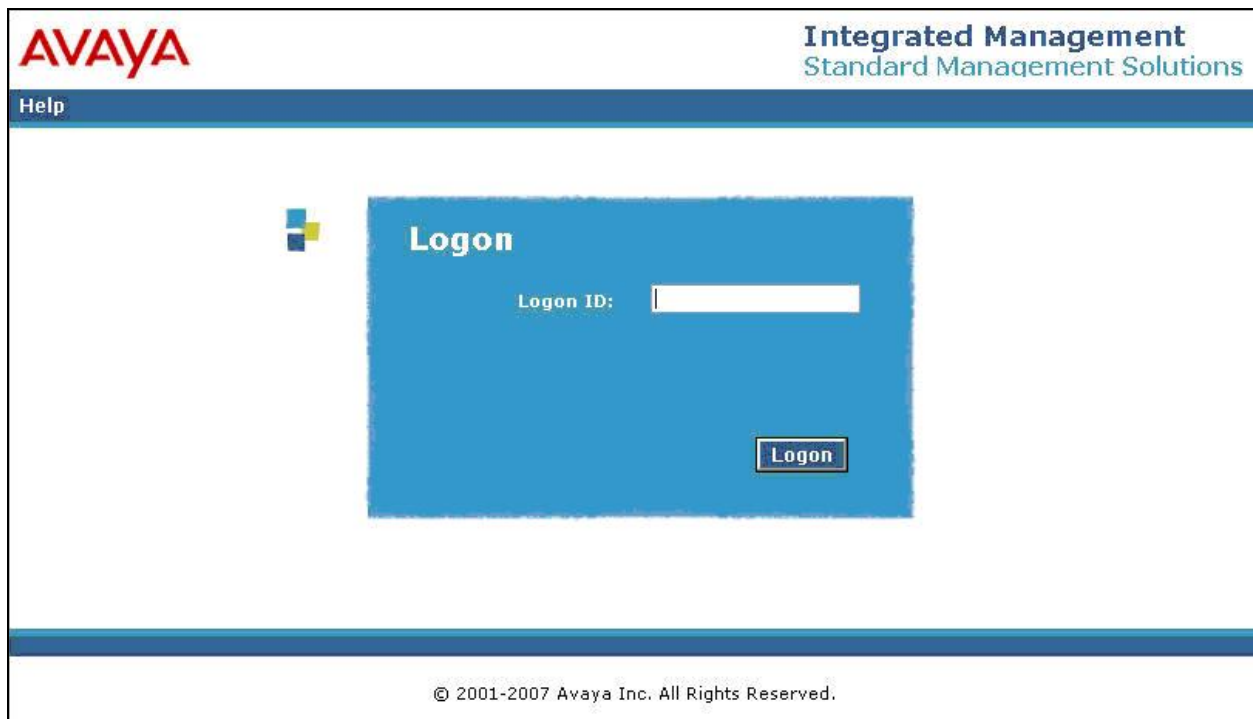 AVAYA
Integrated Management
Standard Management Solutions
Help
Logon
Logon ID:
Logon
© 2001-2007 Avaya Inc. All Rights Reserved.